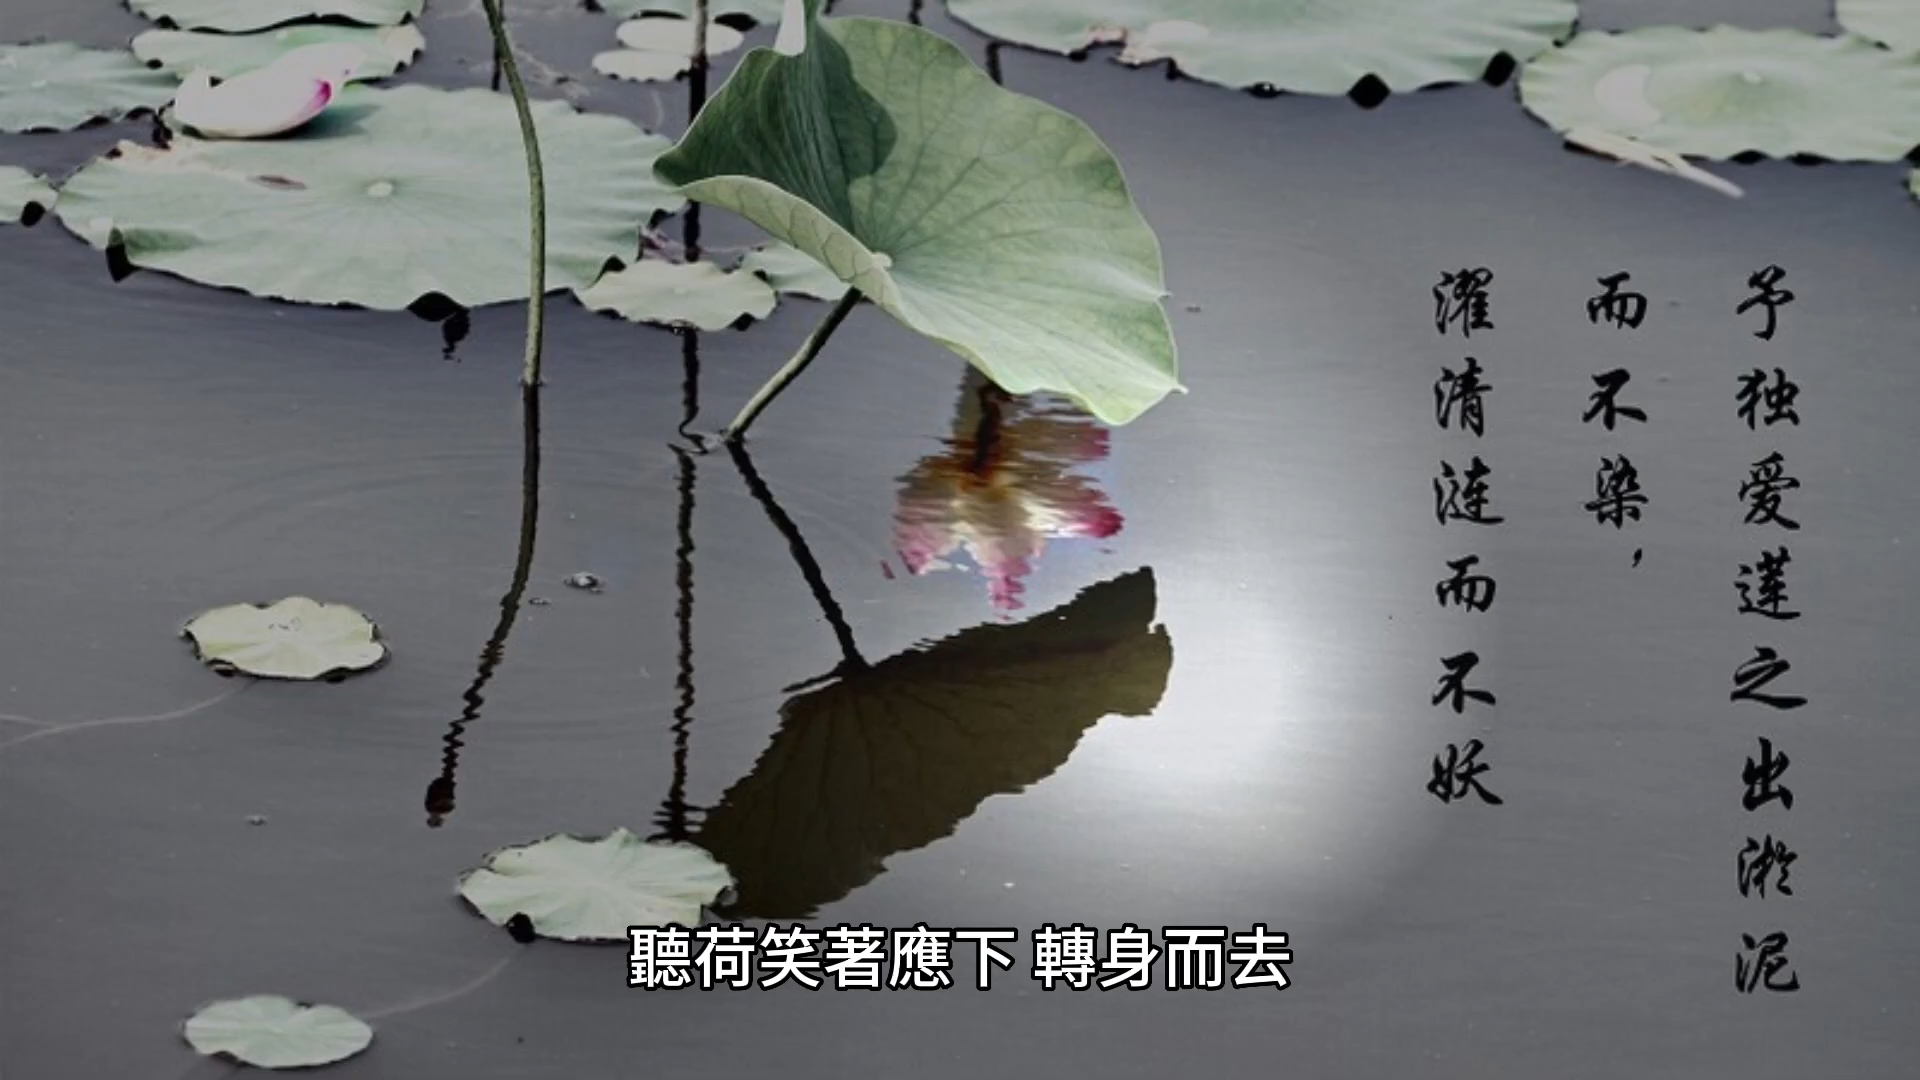 予独爱莲之出淤泥
而不染，
濯清涟而不妖
聽荷笑著應下 轉身而去